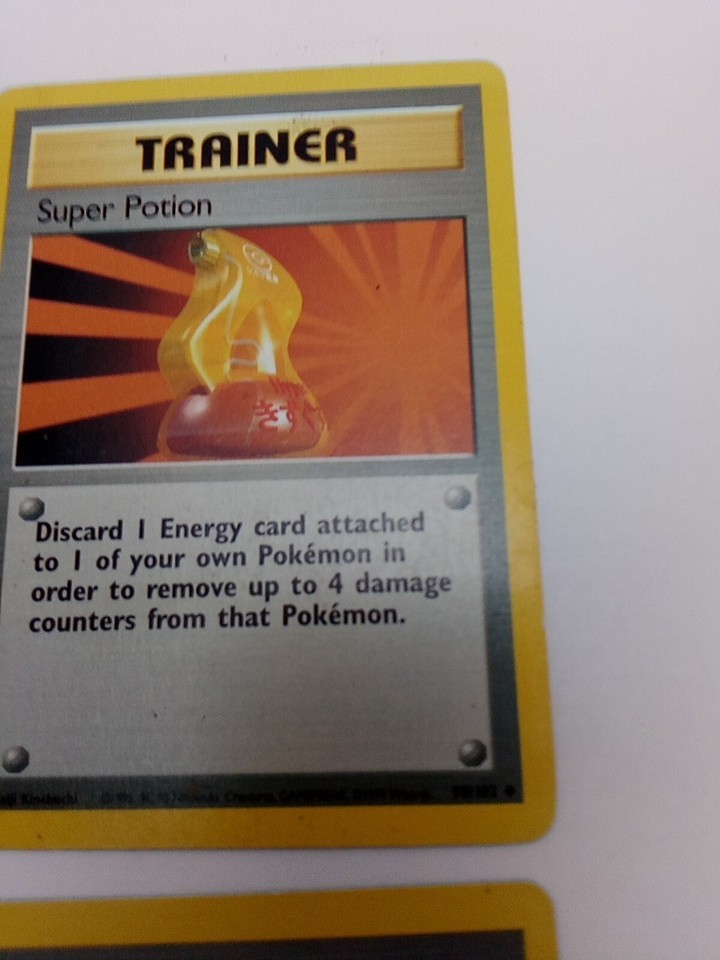 TRAINER
Super Potion
Discard 1 Energy card attached
to 1 of your own Pokémon in
order to remove up to 4 damage
counters from that Pokémon.
Kinebuchi